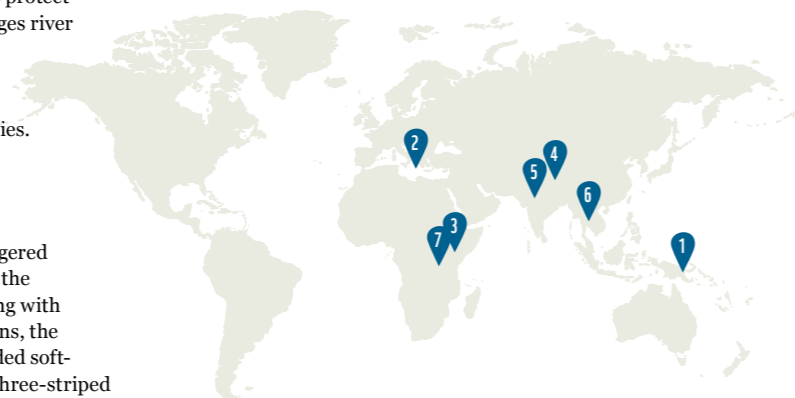 protect
ges river
ies.
gered
the
ng with
ns, the
ded soft-
hree-striped
2
4
5
6
3
7
1